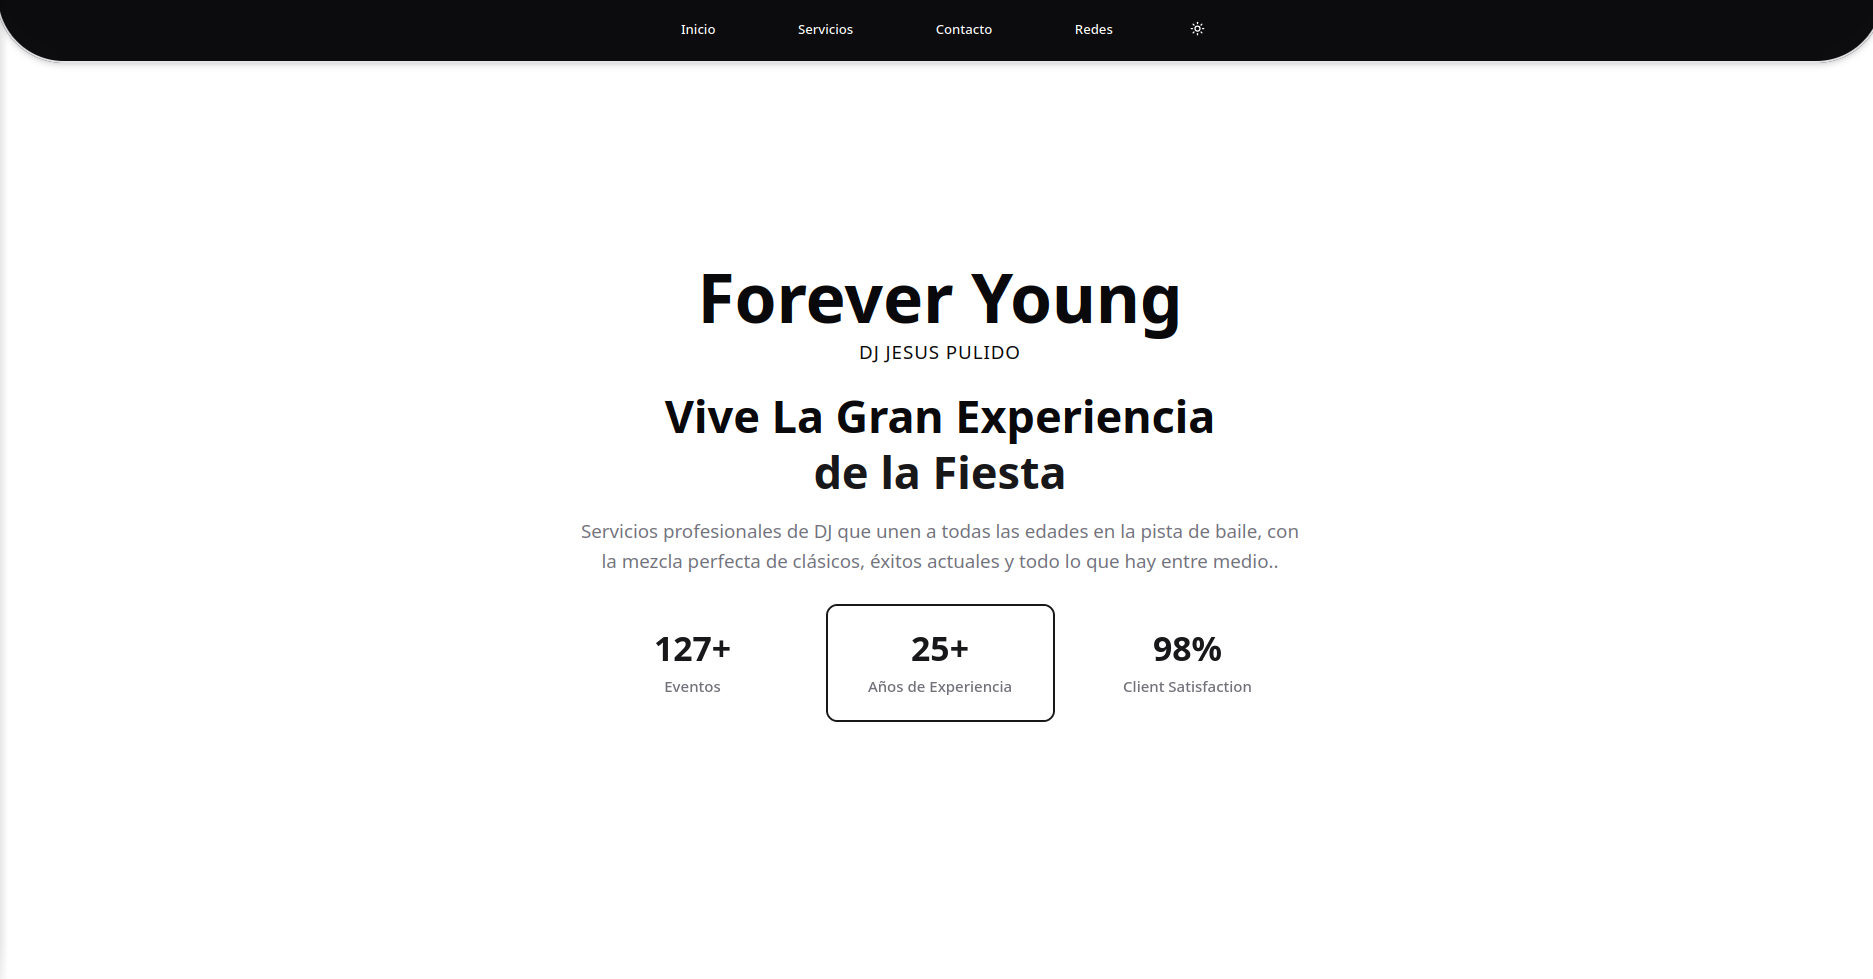 Inicio Servicios Contacto Redes
Forever Young
DJ JESUS PULIDO
Vive La Gran Experiencia
de la Fiesta
Servicios profesionales de DJ que unen a todas las edades en la pista de baile, con
la mezcla perfecta de clásicos, éxitos actuales y todo lo que hay entre medio..
127+
Eventos
25+
Años de Experiencia
98%
Client Satisfaction